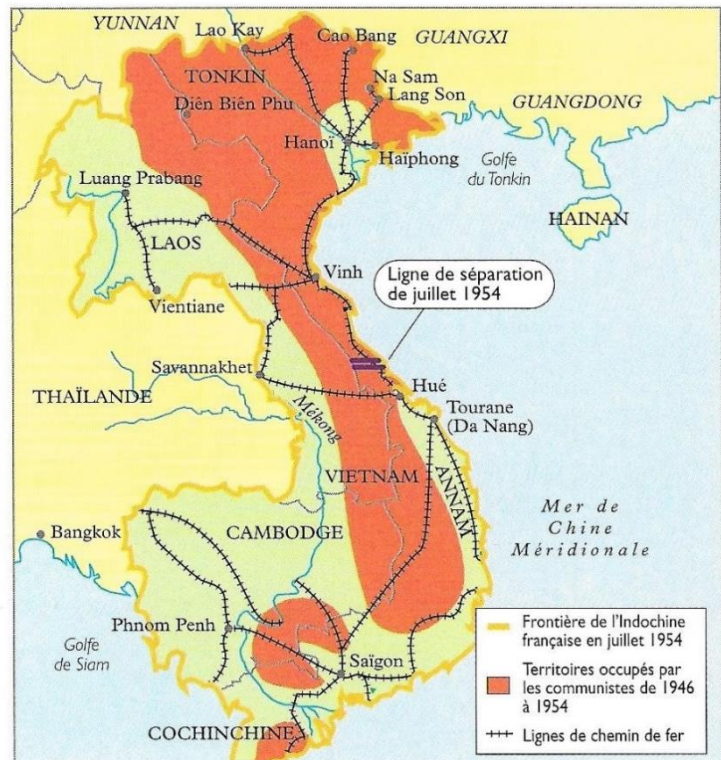 YUNNAN
Lao Kay
Cao Bang
GUANGXI
TONKIN
Na Sam
Lang Son
Diên Biên Phu
GUANGDONG
Hanoï
Haïphong
Golfe
du Tonkin
Luang Prabang
HAINAN
LAOS
Vinh
Ligne de séparation
de juillet 1954
Vientiane
Savannakhet
Hué
THAÏLANDE
Tourane
(Da Nang)
Mékong
VIETNAM
ANNAM
Mer de
Chine
Méridionale
Bangkok
CAMBODGE
Phnom Penh
Golfe
de Siam
Saïgon
COCHINCHINE
Frontière de l'Indochine
française en juillet 1954
Territoires occupés par
les communistes de 1946
à 1954
Lignes de chemin de fer